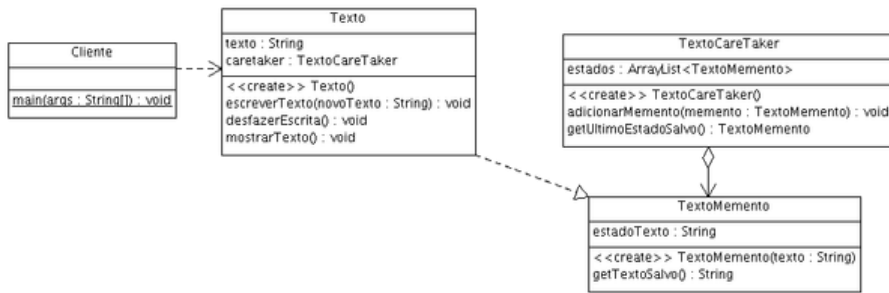 Cliente
main(args : String[]) : void
Texto
texto : String
caretaker : TextoCareTaker
<<create>> Texto()
escreverTexto(novoTexto : String) : void
desfazerEscrita() : void
mostrarTexto() : void
TextoCareTaker
estados : ArrayList<TextoMemento>
<<create>> TextoCareTaker()
adicionarMemento(memento : TextoMemento) : void
getUltimoEstadoSalvo() : TextoMemento
TextoMemento
estadoTexto : String
<<create>> TextoMemento(texto : String)
getTextoSalvo() : String